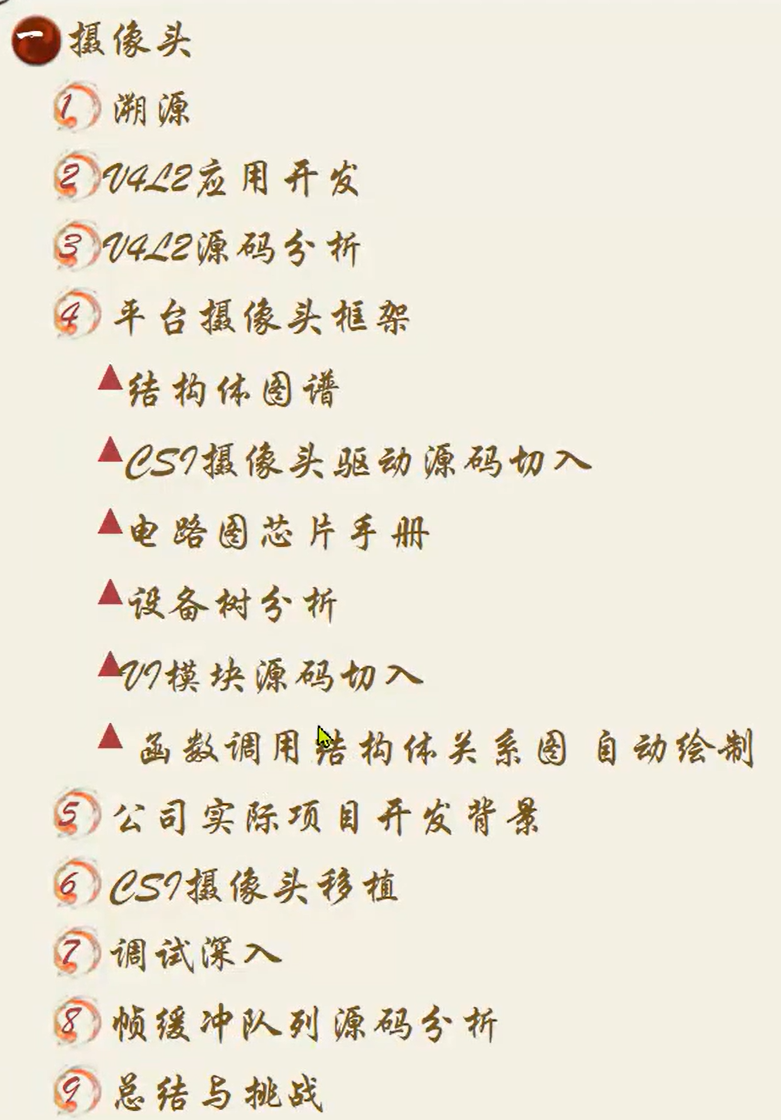 一 摄像头
1 溯源
2 V4L2应用开发
3 V4L2源码分析
4 平台摄像头框架
结构体图谱
CSI摄像头驱动源码切入
电路图芯片手册
设备树分析
VI模块源码切入
函数调用结构体关系图 自动绘制
5 公司实际项目开发背景
6 CSI摄像头移植
7 调试深入
8 帧缓冲队列源码分析
9 总结与挑战